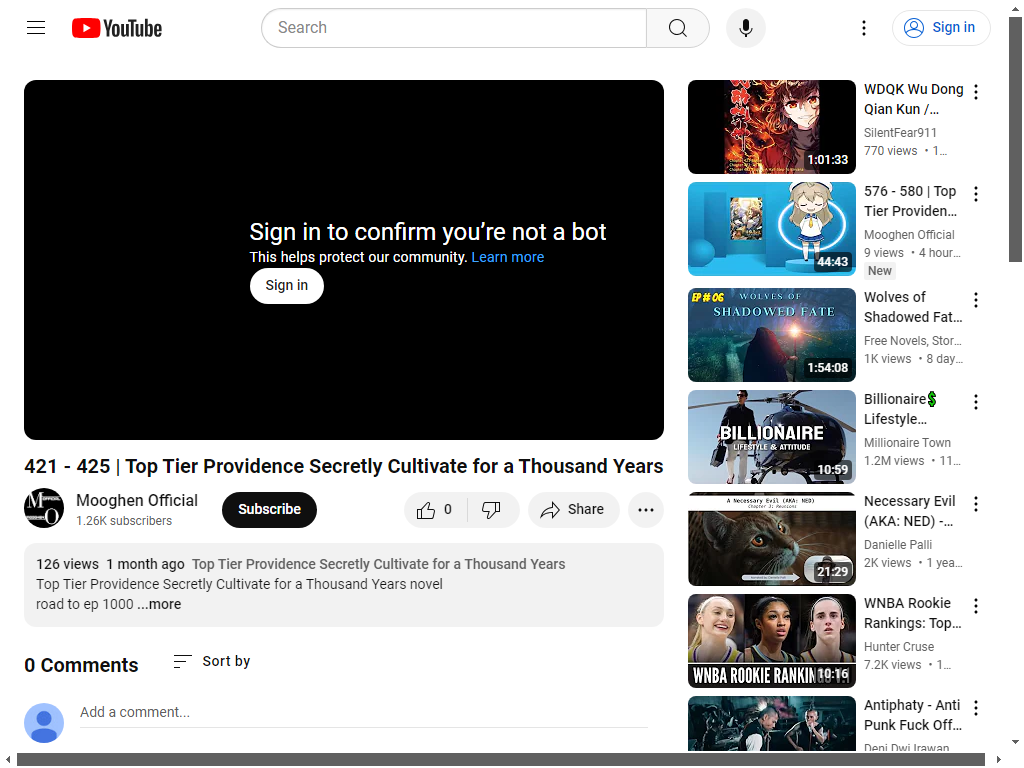 YouTube
Search
Sign in
Sign in to confirm you’re not a bot
This helps protect our community. Learn more
Sign in
421 - 425 | Top Tier Providence Secretly Cultivate for a Thousand Years
Mooghen Official
1.26K subscribers
Subscribe
0
Share
126 views 1 month ago Top Tier Providence Secretly Cultivate for a Thousand Years
Top Tier Providence Secretly Cultivate for a Thousand Years novel
road to ep 1000 ...more
0 Comments
Sort by
Add a comment...
1:01:33
WDQK Wu Dong
Qian Kun /...
SilentFear911
770 views • 1...
44:43
576 - 580 | Top
Tier Providen...
Mooghen Official
9 views • 4 hour...
New
EP # 06
WOLVES OF
SHADOWED FATE
1:54:08
Wolves of
Shadowed Fat...
Free Novels, Stor...
1K views • 8 day...
BILLIONAIRE
LIFESTYLE & ATTITUDE
10:59
Billionaire
Lifestyle...
Millionaire Town
1.2M views • 11...
A Necessary Evil (AKA: NED)
Chapter 3: Reunions
21:29
Necessary Evil
(AKA: NED) -...
Danielle Palli
2K views • 1 yea...
WNBA ROOKIE
10:16
WNBA Rookie
Rankings: Top...
Hunter Cruse
7.2K views • 1...
Antiphaty - Anti
Punk Fuck Off...
Deni Dwi Irawan